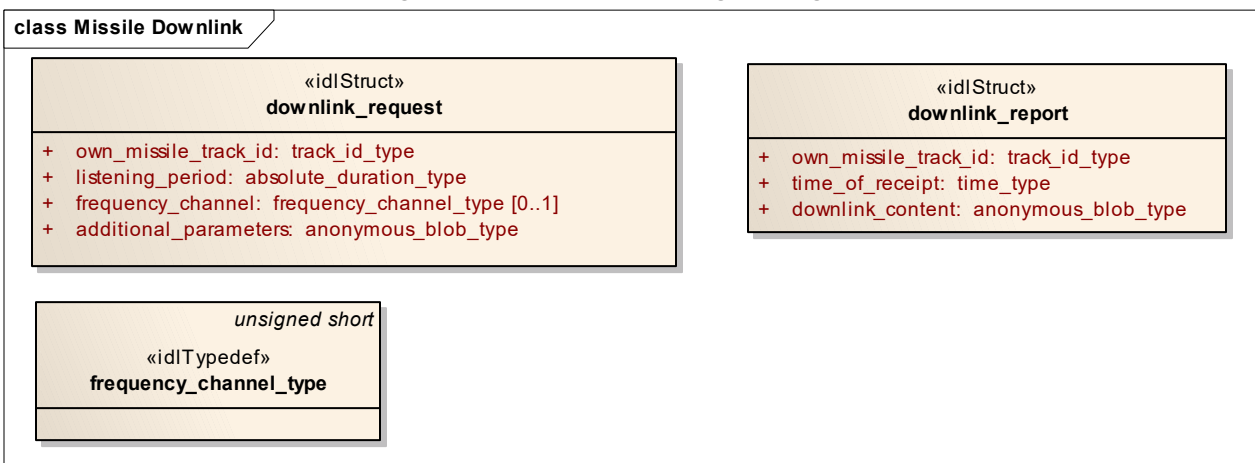 class Missile Downlink
«idlStruct»
downlink_request
+ own_missile_track_id: track_id_type
+ listening_period: absolute_duration_type
+ frequency_channel: frequency_channel_type [0..1]
+ additional_parameters: anonymous_blob_type
«idlStruct»
downlink_report
+ own_missile_track_id: track_id_type
+ time_of_receipt: time_type
+ downlink_content: anonymous_blob_type
unsigned short
«idlTypedef»
frequency_channel_type